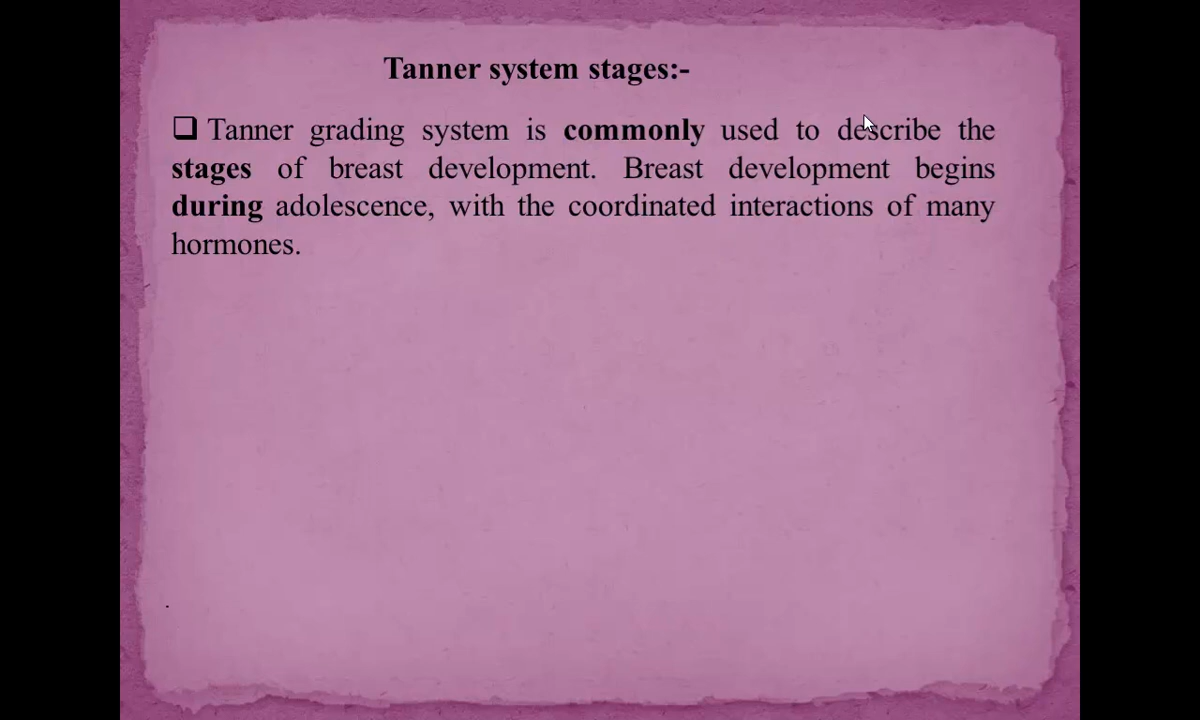 Tanner system stages:-
❑ Tanner grading system is commonly used to describe the
stages of breast development. Breast development begins
during adolescence, with the coordinated interactions of many
hormones.
.